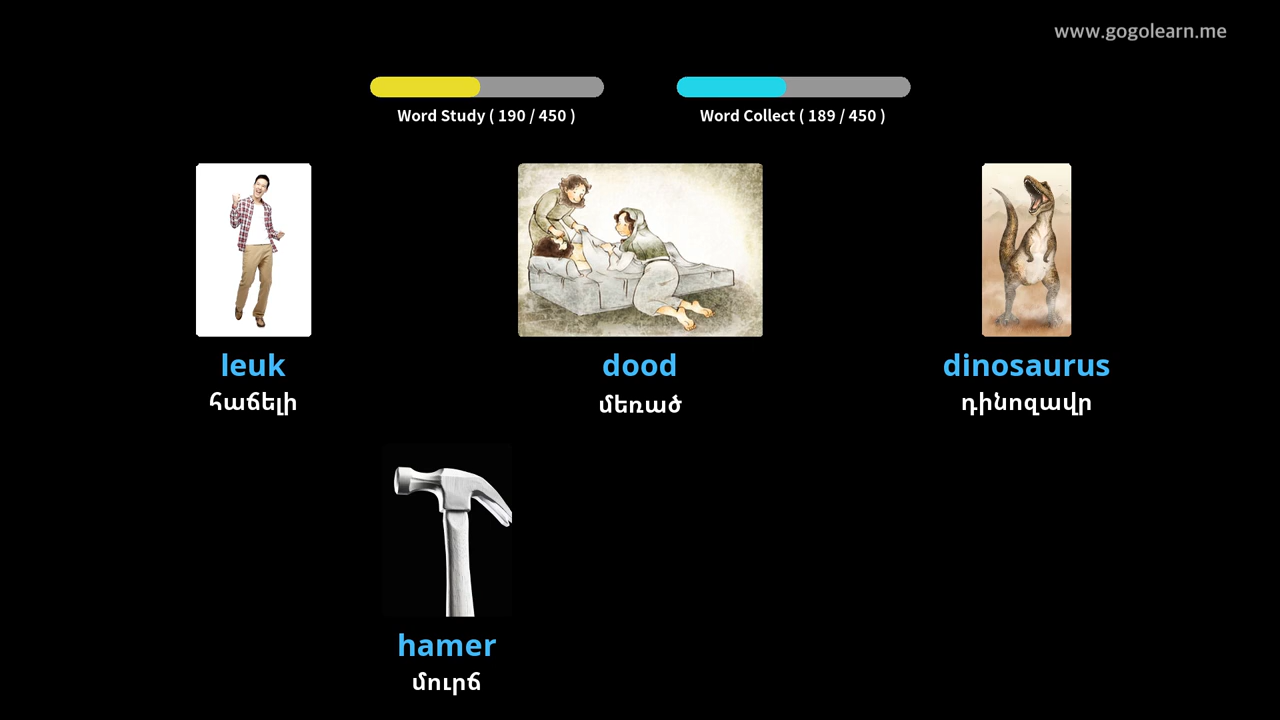 www.gogolearn.me
Word Study ( 190 / 450 )
Word Collect ( 189 / 450 )
leuk
հաճելի
dood
մեռած
dinosaurus
դինոզավր
hamer
մուրճ